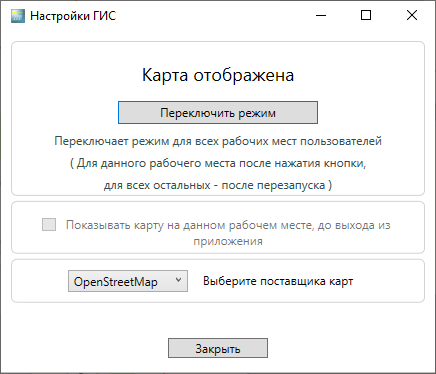 Настройки ГИС
Карта отображена
Переключить режим
Переключает режим для всех рабочих мест пользователей
( Для данного рабочего места после нажатия кнопки,
для всех остальных - после перезапуска )
Показывать карту на данном рабочем месте, до выхода из
приложения
OpenStreetMap
Выберите поставщика карт
Закрыть